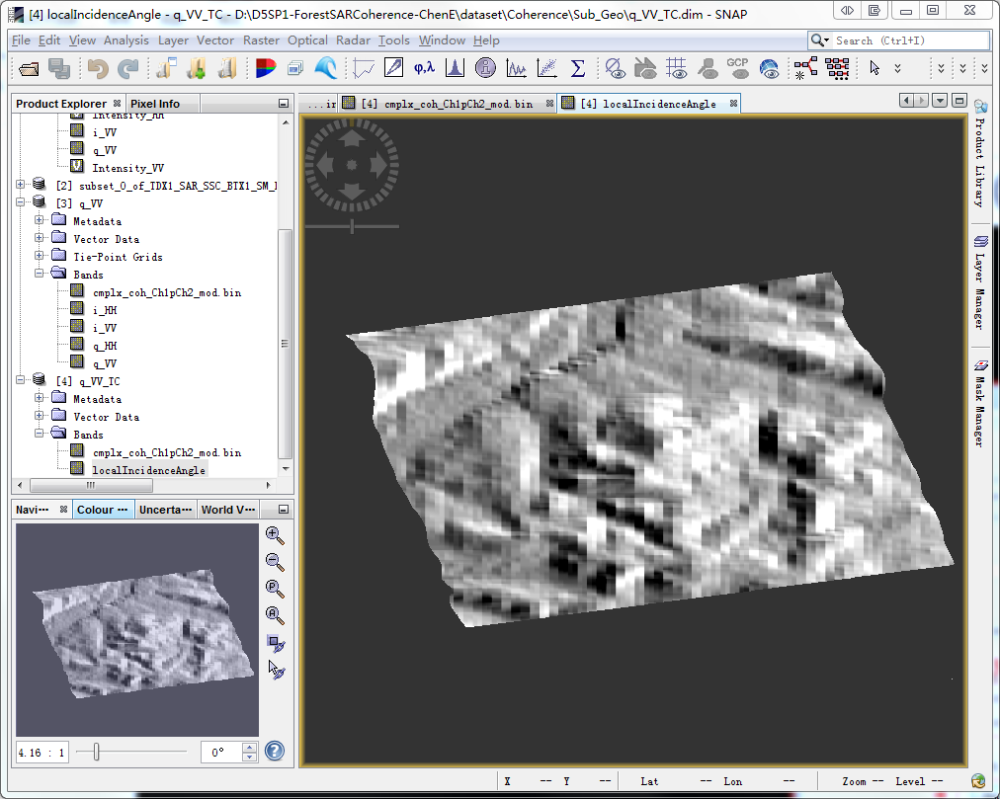 [4] localIncidenceAngle - q_VV_TC - D:\D5SP1-ForestSARCoherence-ChenE\dataset\Coherence\Sub_Geo\q_VV_TC.dim - SNAP
File Edit View Analysis Layer Vector Raster Optical Radar Tools Window Help
Search (Ctrl+I)
φ,λ
Σ
GCP
Product Explorer
Pixel Info
...ir
[4] cmplx_coh_Ch1pCh2_mod.bin
[4] localIncidenceAngle
Intensity_HH
i_VV
q_VV
Intensity_VV
[2] subset_0_of_TDX1_SAR_SSC_BTX1_SM_
[3] q_VV
Metadata
Vector Data
Tie-Point Grids
Bands
cmplx_coh_Ch1pCh2_mod.bin
i_HH
i_VV
q_HH
q_VV
[4] q_VV_TC
Metadata
Vector Data
Bands
cmplx_coh_Ch1pCh2_mod.bin
localIncidenceAngle
Product Library
Layer Manager
Mask Manager
Navi···
Colour ···
Uncerta···
World V···
4.16 : 1
0°
X -- Y -- Lat -- Lon -- Zoom -- Level --